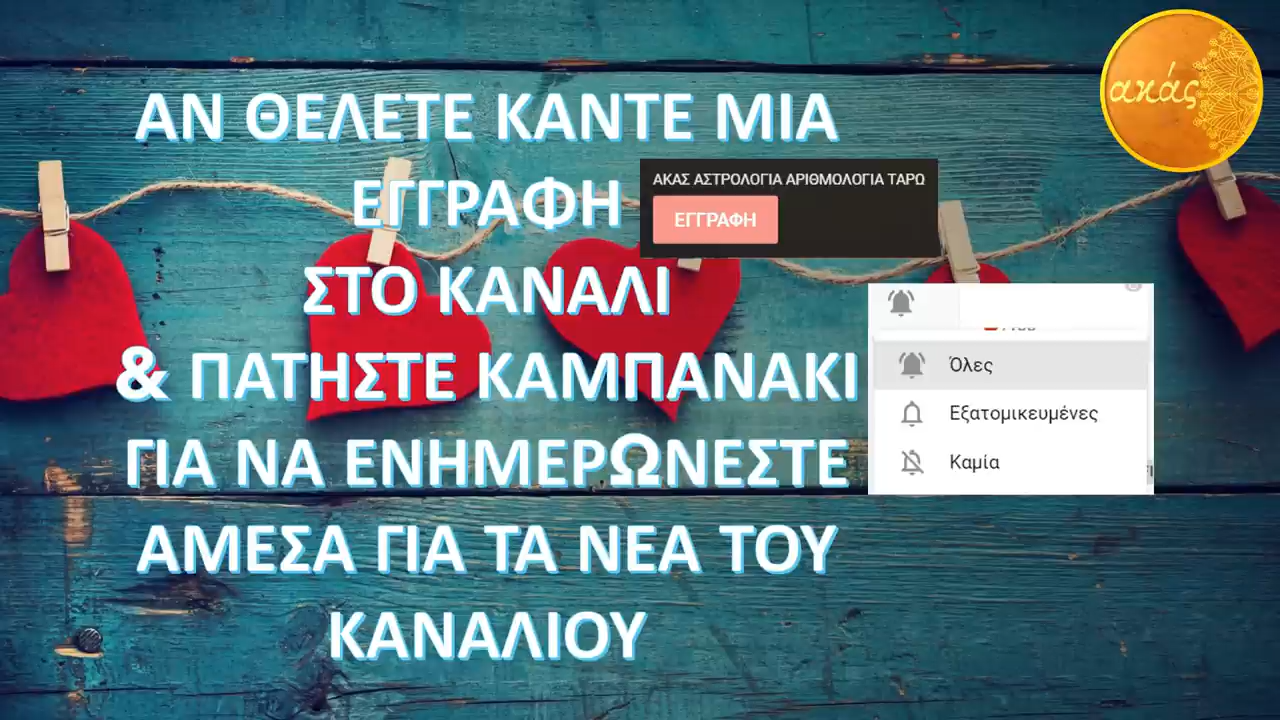 ακάς
ΑΝ ΘΕΛΕΤΕ ΚΑΝΤΕ ΜΙΑ
ΕΓΓΡΑΦΗ
ΑΚΑΣ ΑΣΤΡΟΛΟΓΙΑ ΑΡΙΘΜΟΛΟΓΙΑ ΤΑΡΩ
ΕΓΓΡΑΦΗ
ΣΤΟ ΚΑΝΑΛΙ
& ΠΑΤΗΣΤΕ ΚΑΜΠΑΝΑΚΙ
Όλες
Εξατομικευμένες
Καμία
ΓΙΑ ΝΑ ΕΝΗΜΕΡΩΝΕΣΤΕ
ΑΜΕΣΑ ΓΙΑ ΤΑ ΝΕΑ ΤΟΥ
ΚΑΝΑΛΙΟΥ